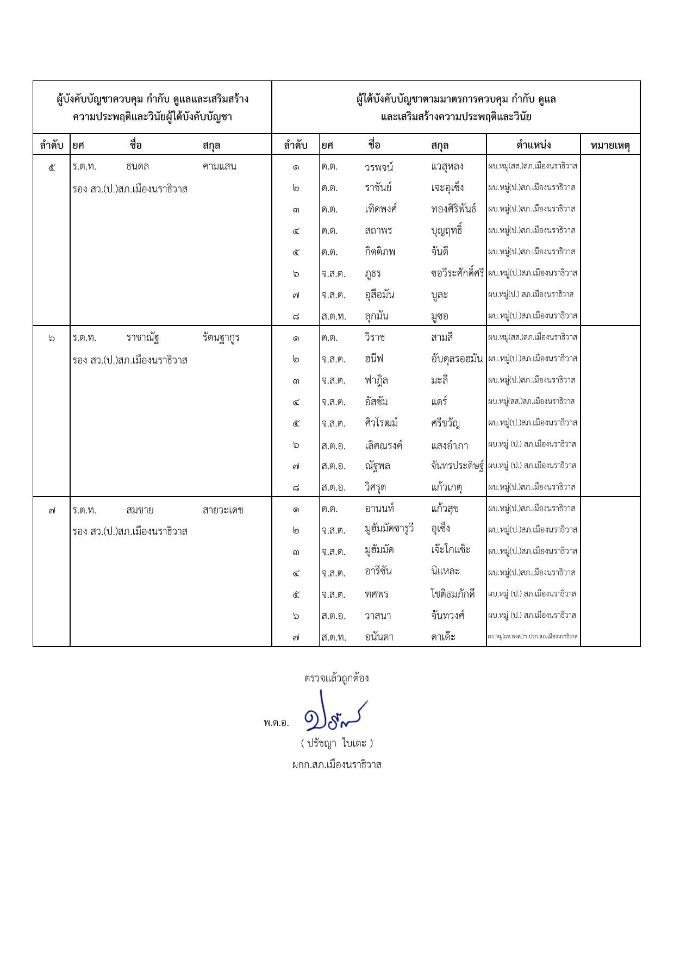 ผู้บังคับบัญชาควบคุม กำกับ ดูแลและเสริมสร้าง
ความประพฤติและวินัยผู้ใต้บังคับบัญชา
ผู้ใต้บังคับบัญชาตามมาตรการควบคุม กำกับ ดูแล
และเสริมสร้างความประพฤติและวินัย
ลำดับ ยศ ชื่อ สกุล ลำดับ ยศ ชื่อ สกุล ตำแหน่ง หมายเหตุ
๕ ร.ต.ท. ธนดล คามแสน ๑ ด.ต. วรพจน์ แวสุหลง ผบ.หมู่(สส.)สภ.เมืองนราธิวาส
รอง สว.(ป.)สภ.เมืองนราธิวาส ๒ ด.ต. ราชันย์ เจะอุเซ็ง ผบ.หมู่(ป.)สภ.เมืองนราธิวาส
๓ ด.ต. เทิดพงศ์ ทองศิริพันธ์ ผบ.หมู่(ป.)สภ.เมืองนราธิวาส
๔ ด.ต. สถาพร บุญฤทธิ์ ผบ.หมู่(ป.)สภ.เมืองนราธิวาส
๕ ด.ต. กิตติภพ จันดี ผบ.หมู่(ป.)สภ.เมืองนราธิวาส
๖ จ.ส.ต. ภูธร ซอวีระศักดิ์ศรี ผบ.หมู่(ป.)สภ.เมืองนราธิวาส
๗ จ.ส.ต. อุสือมัน บูละ ผบ.หมู่(ป.) สภ.เมืองนราธิวาส
๘ ส.ต.ท. ลุกมัน มูซอ ผบ.หมู่(ป.)สภ.เมืองนราธิวาส
๖ ร.ต.ท. ราชาณัฐ รัตนฐากูร ๑ ด.ต. วิราช สามสี ผบ.หมู่(สส.)สภ.เมืองนราธิวาส
รอง สว.(ป.)สภ.เมืองนราธิวาส ๒ จ.ส.ต. ฮนีฟ อับดุลรอฮมัน ผบ.หมู่(ป.)สภ.เมืองนราธิวาส
๓ จ.ส.ต. ฟาฎิล มะลี ผบ.หมู่(ป.)สภ.เมืองนราธิวาส
๔ จ.ส.ต. อัสซัม แดร์ ผบ.หมู่(สส.)สภ.เมืองนราธิวาส
๕ จ.ส.ต. ศิวโรฒม์ ศรีขวัญ ผบ.หมู่(ป.)สภ.เมืองนราธิวาส
๖ ส.ต.อ. เลิศณรงค์ แสงอำภา ผบ.หมู่ (ป.) สภ.เมืองนราธิวาส
๗ ส.ต.อ. ณัฐพล จันทรประดิษฐ์ ผบ.หมู่ (ป.) สภ.เมืองนราธิวาส
๘ ส.ต.อ. วิศรุต แก้วเกตุ ผบ.หมู่(ป.)สภ.เมืองนราธิวาส
๗ ร.ต.ท. สมชาย สายวะเดช ๑ ด.ต. อานนท์ แก้วสุข ผบ.หมู่(ป.)สภ.เมืองนราธิวาส
รอง สว.(ป.)สภ.เมืองนราธิวาส ๒ จ.ส.ต. มูฮัมมัดซารูวี อุเซ็ง ผบ.หมู่(ป.)สภ.เมืองนราธิวาส
๓ จ.ส.ต. มูฮัมมัด เจ๊ะโกแซ๊ะ ผบ.หมู่(ป.)สภ.เมืองนราธิวาส
๔ จ.ส.ต. อารีซัน นิแหละ ผบ.หมู่(ป.)สภ.เมืองนราธิวาส
๕ จ.ส.ต. ทศพร โชติธมภักดี ผบ.หมู่ (ป.) สภ.เมืองนราธิวาส
๖ ส.ต.อ. วาสนา จันทวงศ์ ผบ.หมู่ (ป.) สภ.เมืองนราธิวาส
๗ ส.ต.ท. อนันดา ดาเด๊ะ
ตรวจแล้วถูกต้อง
พ.ต.อ.
( ปรัชญา ใบเตะ )
ผกก.สภ.เมืองนราธิวาส